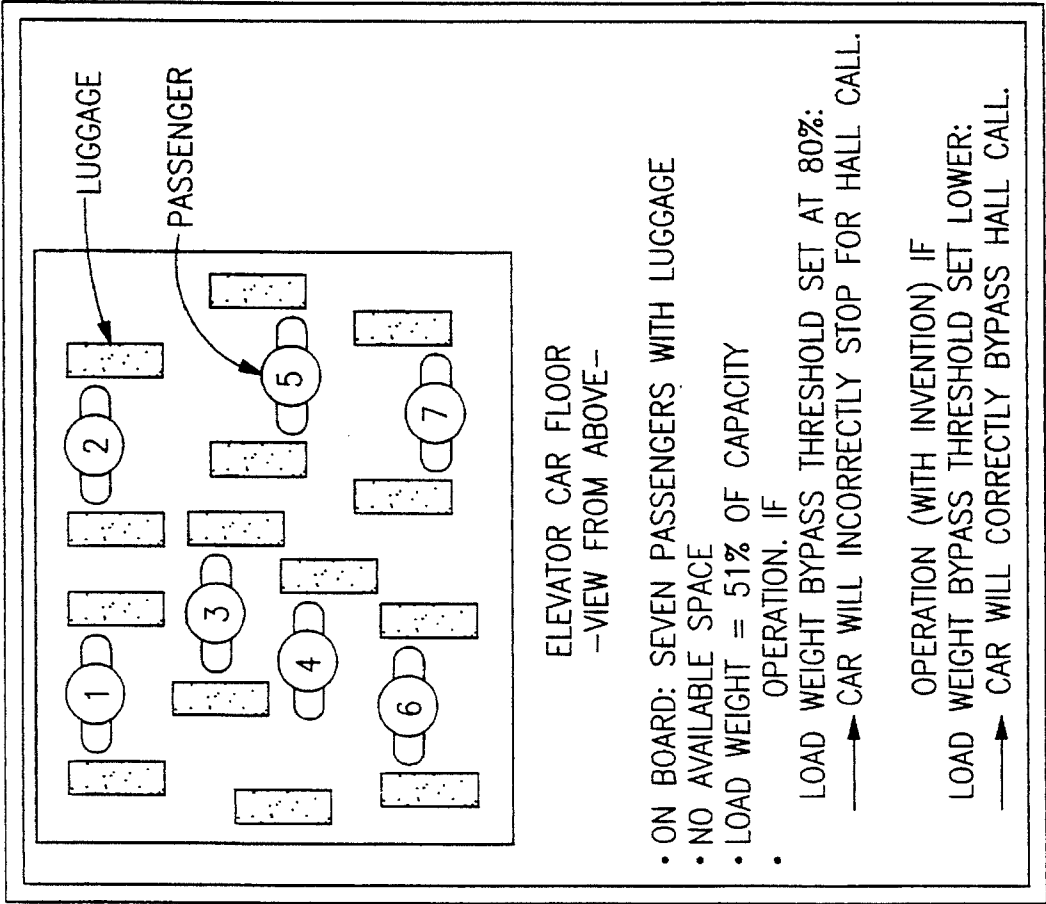 LUGGAGE
PASSENGER
1
2
3
4
5
6
7
ELEVATOR CAR FLOOR
-VIEW FROM ABOVE-
• ON BOARD: SEVEN PASSENGERS WITH LUGGAGE
• NO AVAILABLE SPACE
• LOAD WEIGHT = 51% OF CAPACITY
• OPERATION. IF
LOAD WEIGHT BYPASS THRESHOLD SET AT 80%:
→ CAR WILL INCORRECTLY STOP FOR HALL CALL.
OPERATION (WITH INVENTION) IF
LOAD WEIGHT BYPASS THRESHOLD SET LOWER:
→ CAR WILL CORRECTLY BYPASS HALL CALL.